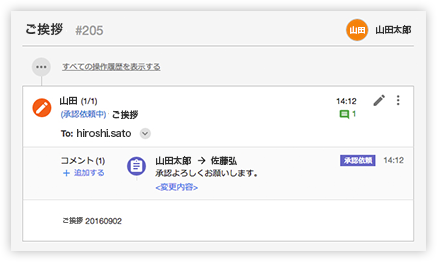 ご挨拶 #205 山田 山田太郎
すべての操作履歴を表示する
山田 (1/1) 14:12
(承認依頼中) ご挨拶 1
To: hiroshi.sato
コメント (1) 山田太郎 → 佐藤弘 承認依頼 14:12
+ 追加する 承認よろしくお願いします。
<変更内容>
ご挨拶 20160902